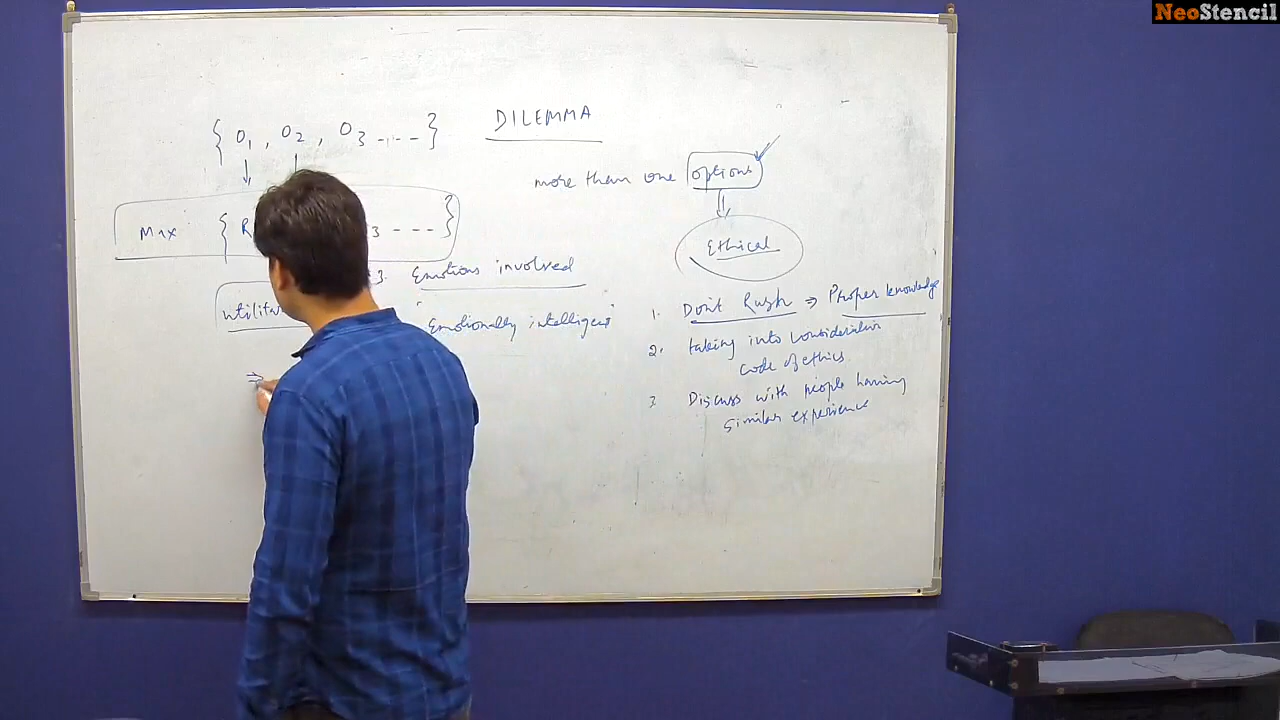 NeoStencil
DILEMMA
{ O1, O2, O3 ----- }
more than one options
Max { R 3 --- }
Ethical
3. Emotions involved
"Emotionally intelligent"
1. Don't Rush ⇒ Proper knowledge
2. taking into consideration
code of ethics.
3. Discuss with people having
similar experience
⇒